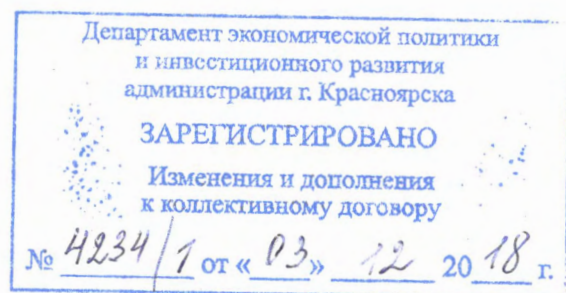 Департамент экономической политики
и инвестиционного развития
администрации г. Красноярска
ЗАРЕГИСТРИРОВАНО
Изменения и дополнения
к коллективному договору
№ 4234/1 от «03» 12 2018 г.